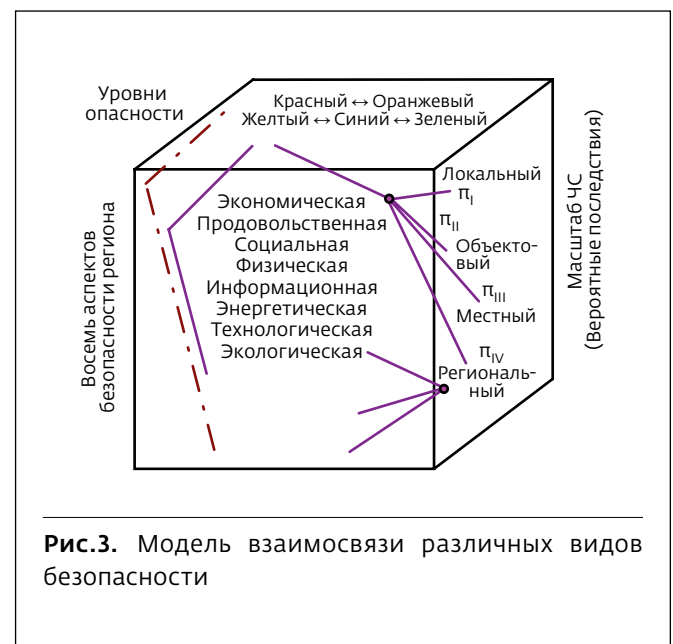 Уровни
опасности
Красный ↔ Оранжевый
Желтый ↔ Синий ↔ Зеленый
Восемь аспектов
безопасности региона
Экономическая
Продовольственная
Социальная
Физическая
Информационная
Энергетическая
Технологическая
Экологическая
Локальный
π_I
π_II
Объекто-
вый
π_III
Местный
π_IV
Региональ-
ный
Масштаб ЧС
(Вероятные последствия)
Рис.3. Модель взаимосвязи различных видов
безопасности